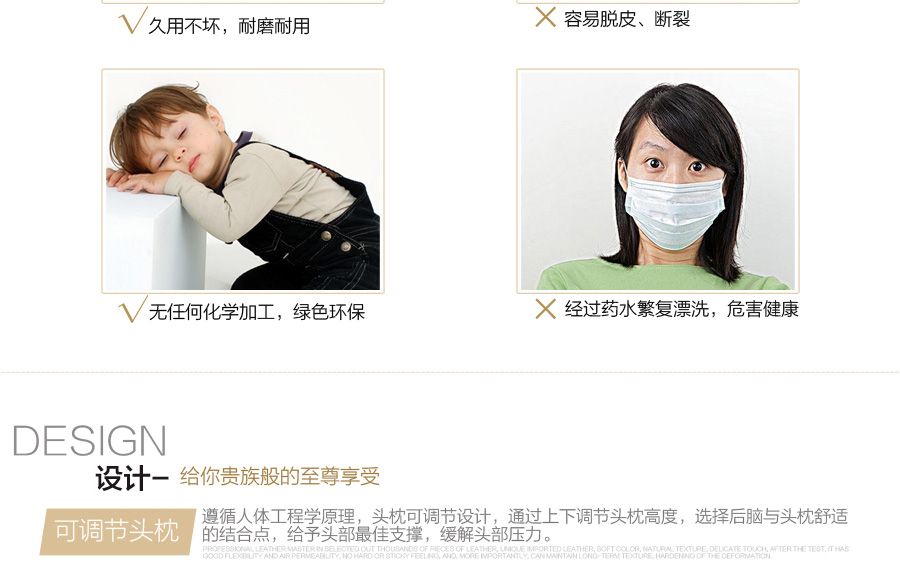 久用不坏，耐磨耐用
容易脱皮、断裂
无任何化学加工，绿色环保
经过药水繁复漂洗，危害健康
DESIGN
设计- 给你贵族般的至尊享受
可调节头枕
遵循人体工程学原理，头枕可调节设计，通过上下调节头枕高度，选择后脑与头枕舒适
的结合点，给予头部最佳支撑，缓解头部压力。
PROFESSIONAL LEATHER MASTER IN SELECTED OUT THOUSANDS OF PIECES OF LEATHER, UNIQUE IMPORTED LEATHER, SOFT COLOR, NATURAL TEXTURE, DELICATE TOUCH, AFTER THE TEST, IT HAS
GOOD FLEXIBILITY AND AIR PERMEABILITY, NO HARD OR STICKY FEELING, AND, MORE IMPORTANTLY, CAN MAINTAIN LONG-TERM TEXTURE, HARDENING OF THE DEFORMATION.